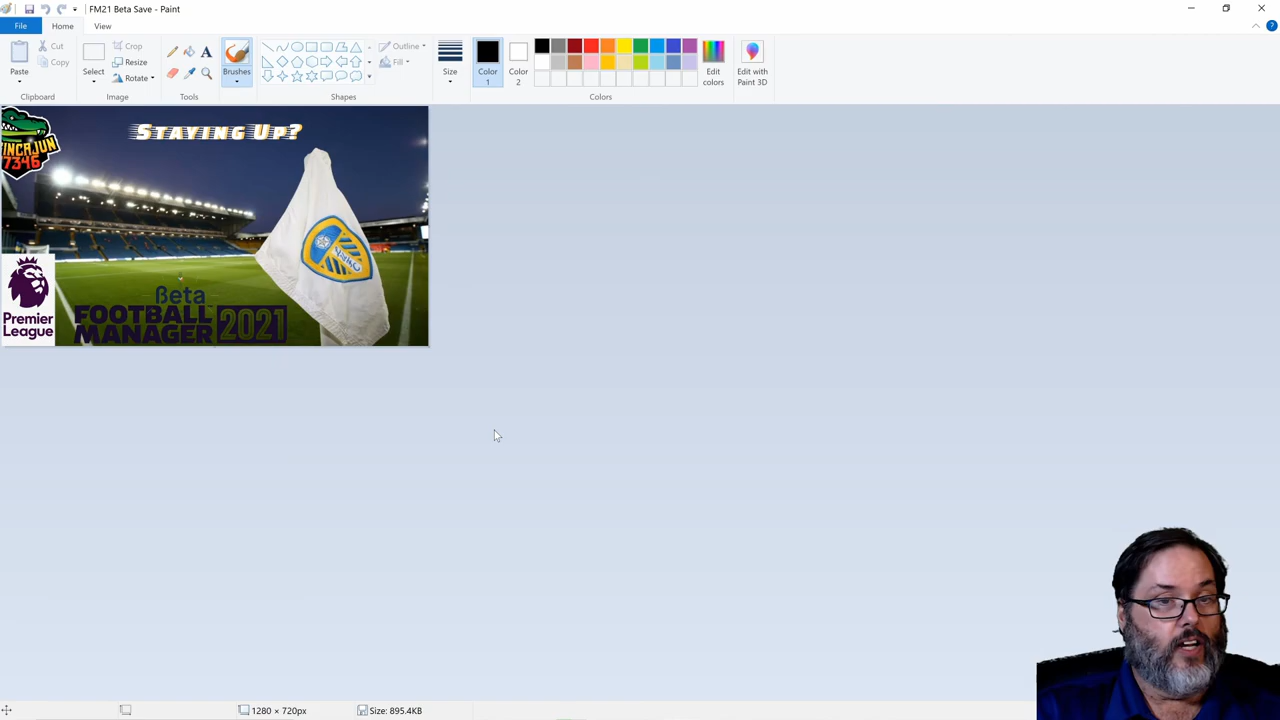 FM21 Beta Save - Paint
File
Home
View
Paste
Cut
Copy
Clipboard
Select
Crop
Resize
Rotate
Image
A
Tools
Brushes
Outline
Fill
Shapes
Size
Color
1
Color
2
Edit
colors
Colors
Edit with
Paint 3D
Staying Up?
INCAJUN
7346
Premier
League
Beta
FOOTBALL
MANAGER 2021
1280 × 720px
Size: 895.4KB